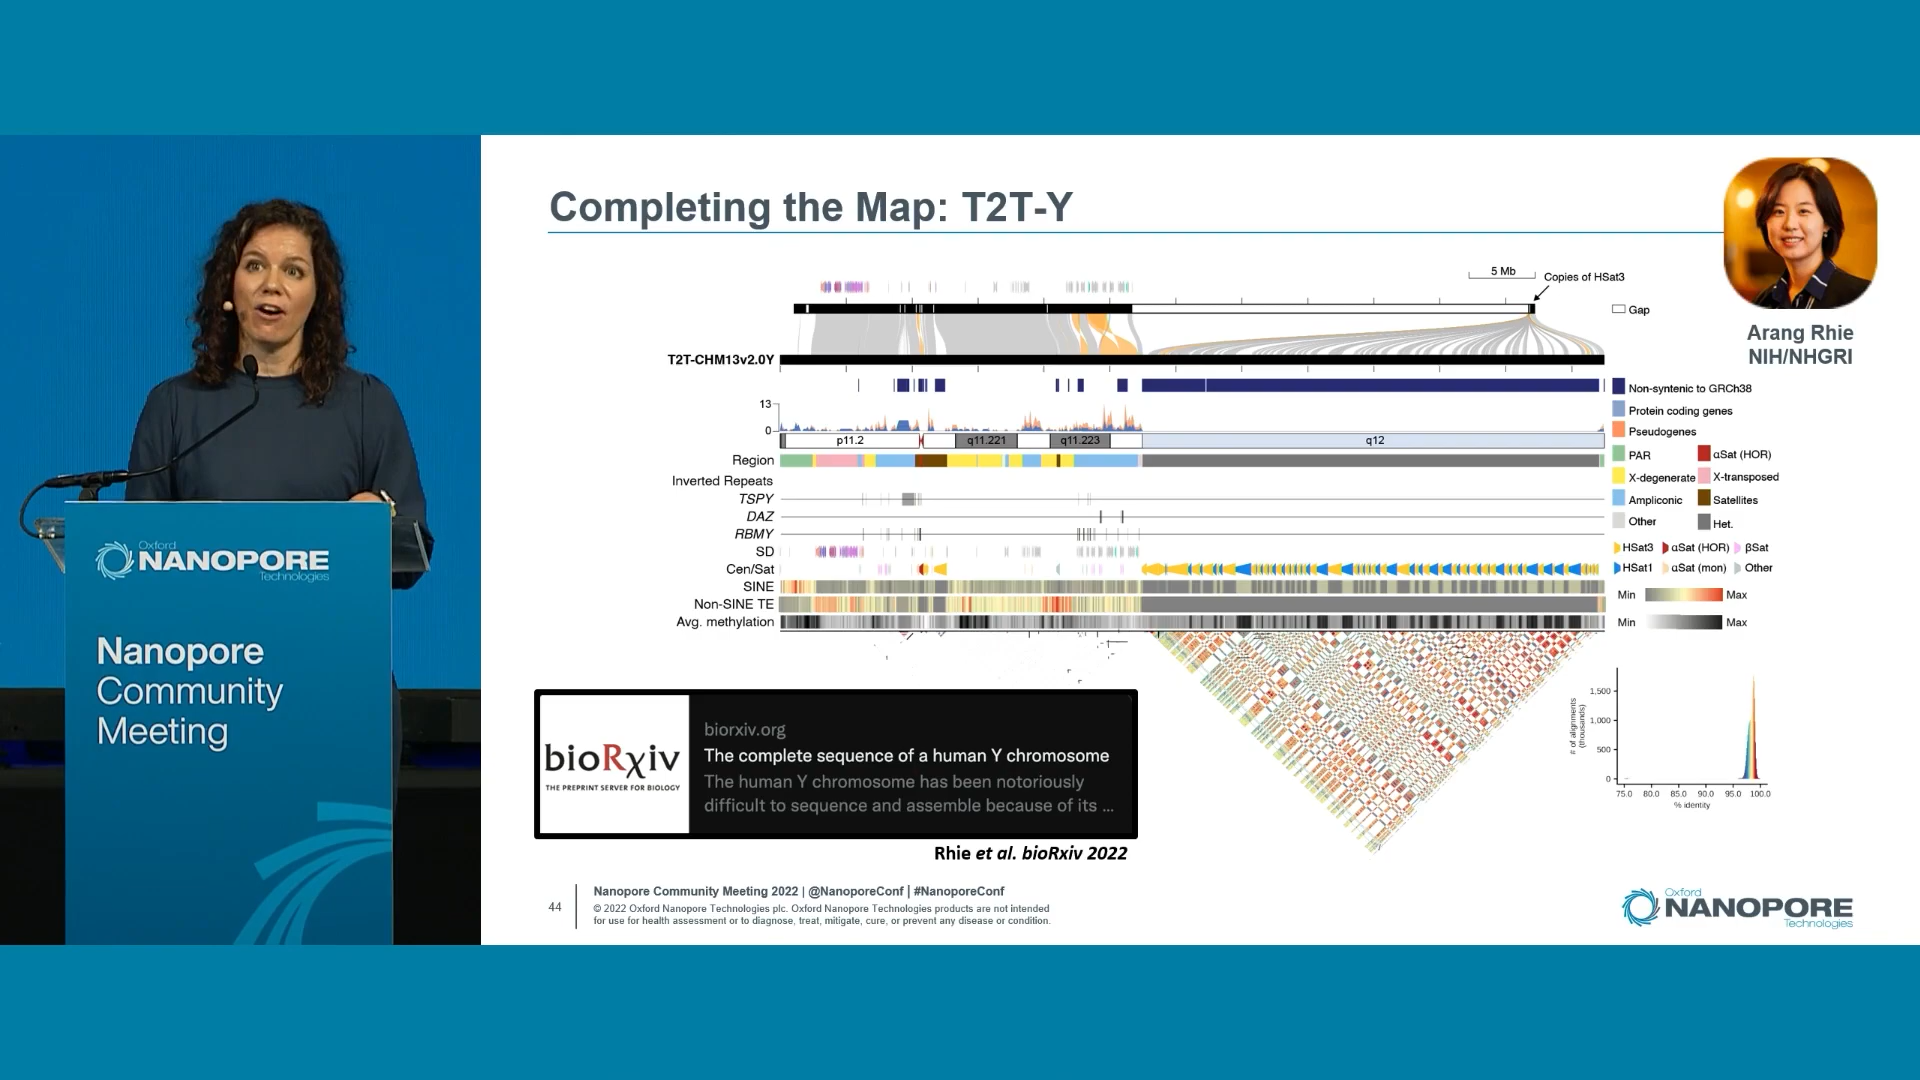 Oxford
NANOPORE
Technologies
Nanopore
Community
Meeting
Completing the Map: T2T-Y
Arang Rhie
NIH/NHGRI
5 Mb
Copies of HSat3
Gap
T2T-CHM13v2.0Y
Non-syntenic to GRCh38
13
0
Protein coding genes
Pseudogenes
p11.2
q11.221
q11.223
q12
Region
PAR
αSat (HOR)
Inverted Repeats
X-degenerate
X-transposed
TSPY
Ampliconic
Satellites
DAZ
Other
Het.
RBMY
SD
HSat3
αSat (HOR)
βSat
Cen/Sat
HSat1
αSat (mon)
Other
SINE
Min
Max
Non-SINE TE
Avg. methylation
Min
Max
# of alignments
(thousands)
1,500
1,000
500
0
75.0
80.0
85.0
90.0
95.0
100.0
% identity
bioRxiv
THE PREPRINT SERVER FOR BIOLOGY
biorxiv.org
The complete sequence of a human Y chromosome
The human Y chromosome has been notoriously
difficult to sequence and assemble because of its ...
Rhie et al. bioRxiv 2022
44
Nanopore Community Meeting 2022 | @NanoporeConf | #NanoporeConf
© 2022 Oxford Nanopore Technologies plc. Oxford Nanopore Technologies products are not intended
for use for health assessment or to diagnose, treat, mitigate, cure, or prevent any disease or condition.
Oxford
NANOPORE
Technologies